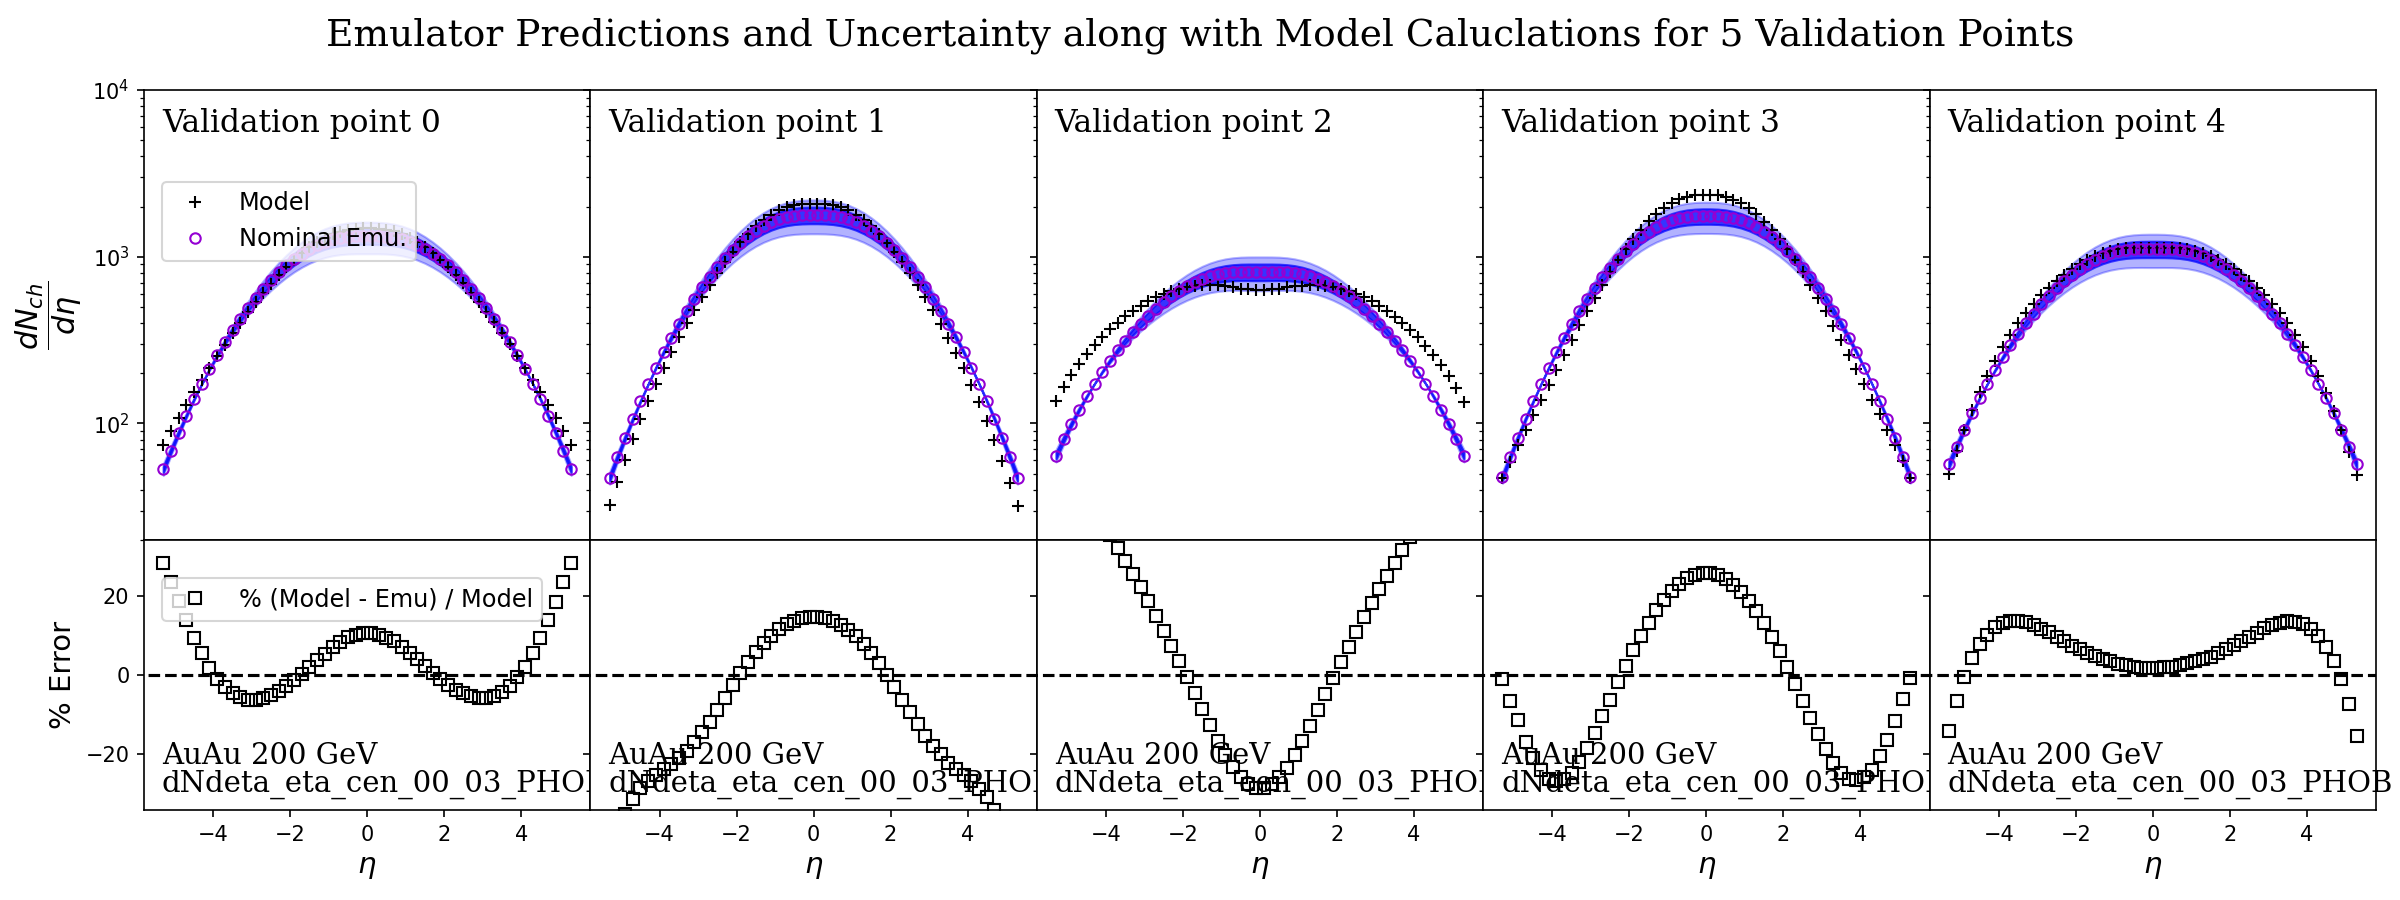 Emulator Predictions and Uncertainty along with Model Caluclations for 5 Validation Points
Validation point 0
Validation point 1
Validation point 2
Validation point 3
Validation point 4
Model
Nominal Emu.
10^4
10^3
10^2
dN_ch
dη
% (Model - Emu) / Model
% Error
20
0
−20
AuAu 200 GeV
dNdeta_eta_cen_00_03_PHO
AuAu 200 GeV
dNdeta_eta_cen_00_03_PHO
AuAu 200 GeV
dNdeta_eta_cen_00_03_PHO
AuAu 200 GeV
dNdeta_eta_cen_00_03_PHO
AuAu 200 GeV
dNdeta_eta_cen_00_03_PHOB
−4 −2 0 2 4
−4 −2 0 2 4
−4 −2 0 2 4
−4 −2 0 2 4
−4 −2 0 2 4
η
η
η
η
η